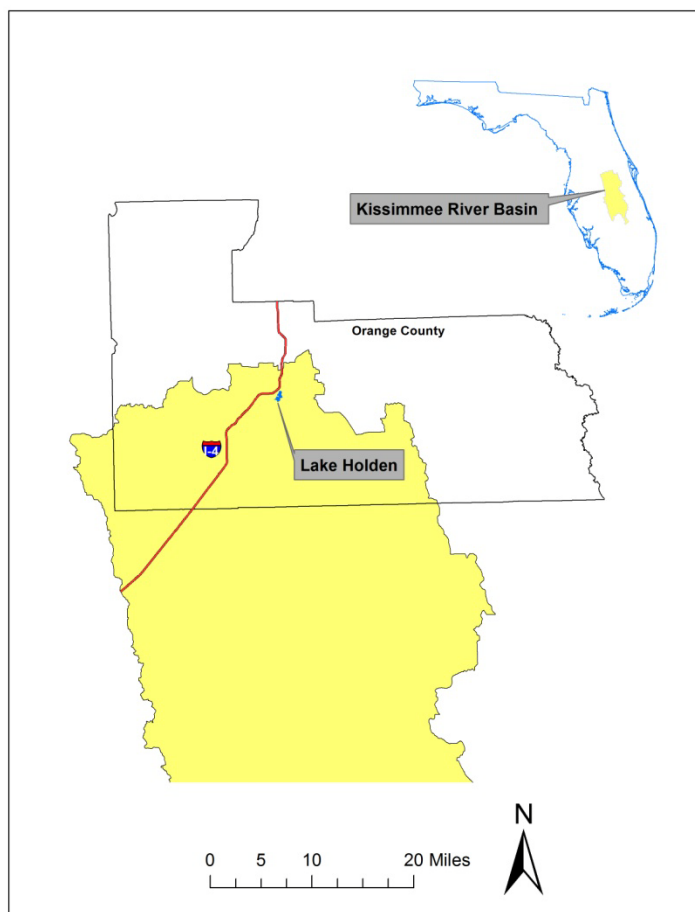 Kissimmee River Basin
Orange County
I-4
Lake Holden
N
0 5 10 20 Miles